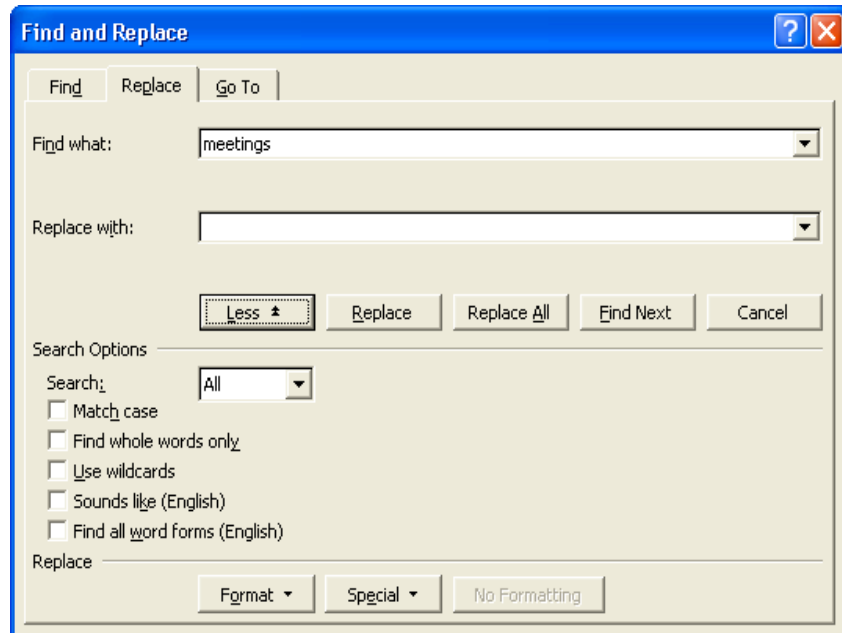 Find and Replace
Find Replace Go To
Find what: meetings
Replace with:
Less Replace Replace All Find Next Cancel
Search Options
Search: All
Match case
Find whole words only
Use wildcards
Sounds like (English)
Find all word forms (English)
Replace
Format Special No Formatting